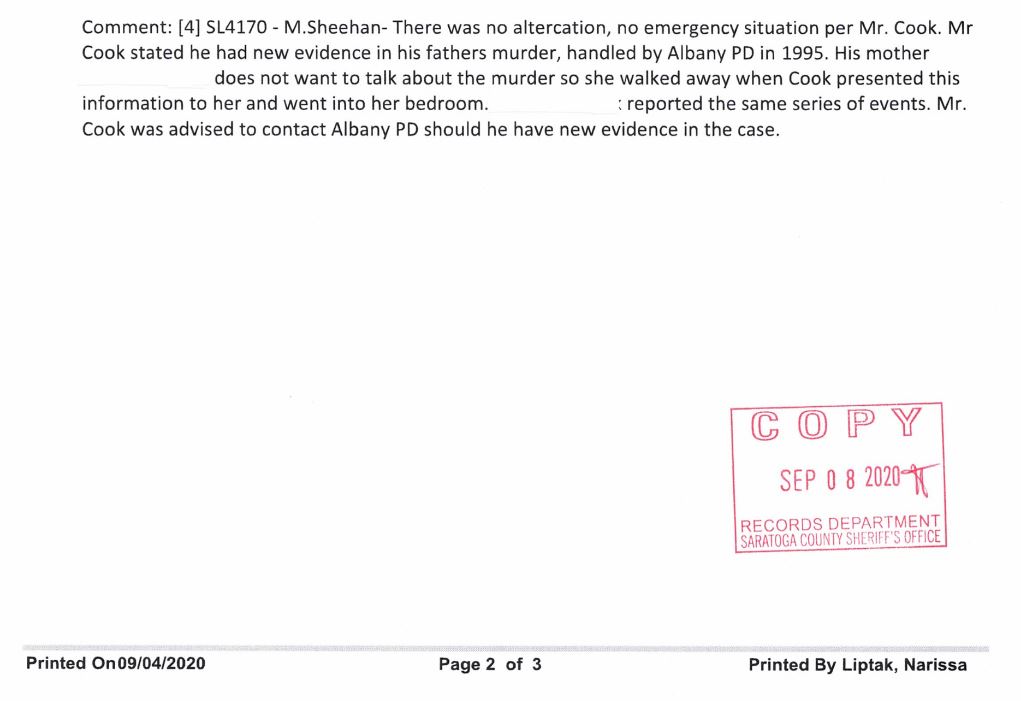 Comment: [4] SL4170 - M.Sheehan- There was no altercation, no emergency situation per Mr. Cook. Mr
Cook stated he had new evidence in his fathers murder, handled by Albany PD in 1995. His mother
does not want to talk about the murder so she walked away when Cook presented this
information to her and went into her bedroom. : reported the same series of events. Mr.
Cook was advised to contact Albany PD should he have new evidence in the case.
COPY
SEP 08 2020
RECORDS DEPARTMENT
SARATOGA COUNTY SHERIFF'S OFFICE
Printed On09/04/2020 Page 2 of 3 Printed By Liptak, Narissa